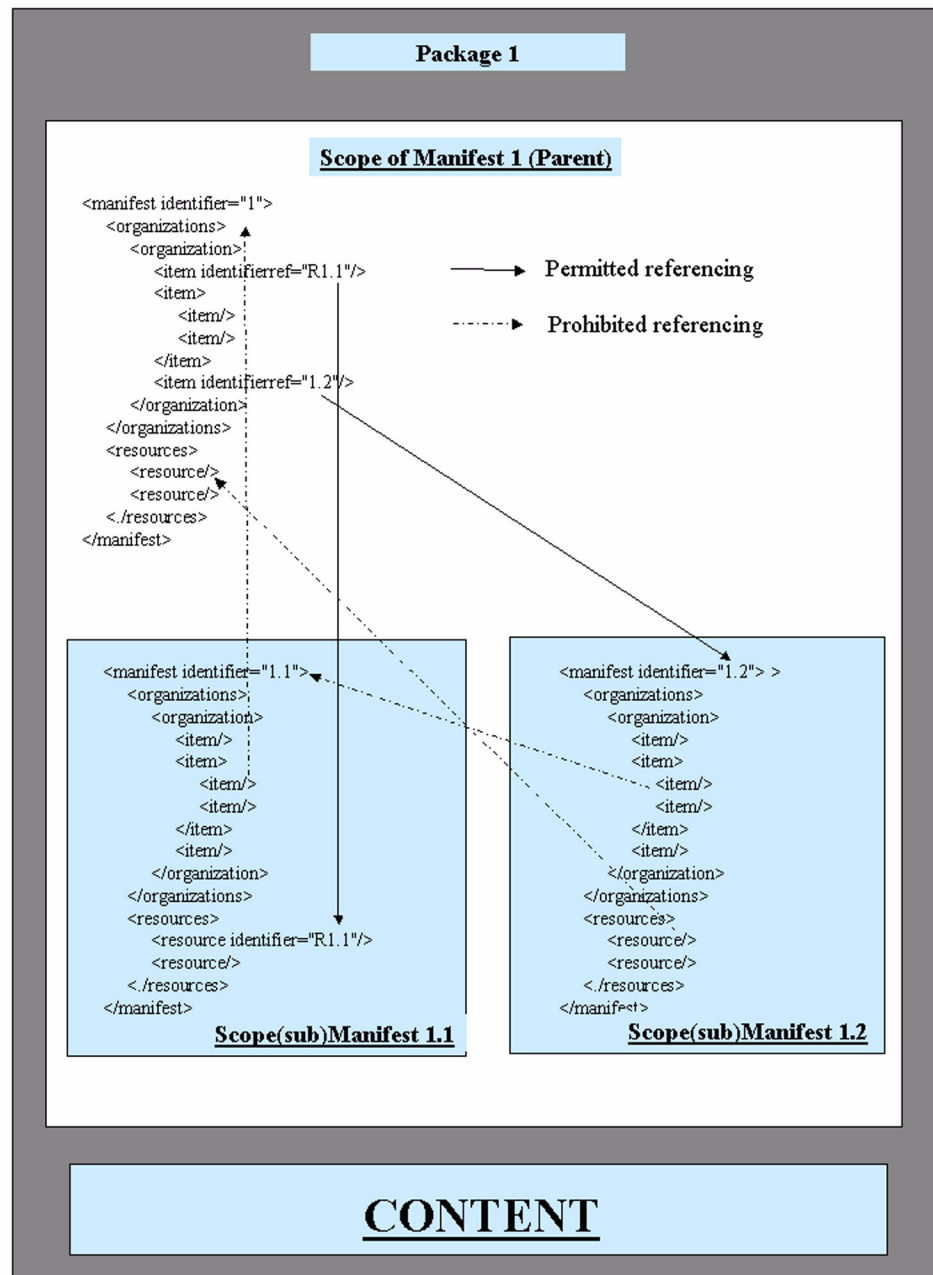 Package 1
Scope of Manifest 1 (Parent)
<manifest identifier="1">
<organizations>
<organization>
<item identifierref="R1.1"/>
<item>
<item/>
<item/>
</item>
<item identifierref="1.2"/>
</organization>
</organizations>
<resources>
<resource/>
<resource/>
<./resources>
</manifest>
Permitted referencing
Prohibited referencing
<manifest identifier="1.1">
<organizations>
<organization>
<item/>
<item>
<item/>
<item/>
</item>
<item/>
</organization>
</organizations>
<resources>
<resource identifier="R1.1"/>
<resource/>
<./resources>
</manifest>
Scope(sub)Manifest 1.1
<manifest identifier="1.2"> >
<organizations>
<organization>
<item/>
<item>
<item/>
<item/>
</item>
<item/>
</organization>
</organizations>
<resources>
<resource/>
<resource/>
<./resources>
</manifest>
Scope(sub)Manifest 1.2
CONTENT